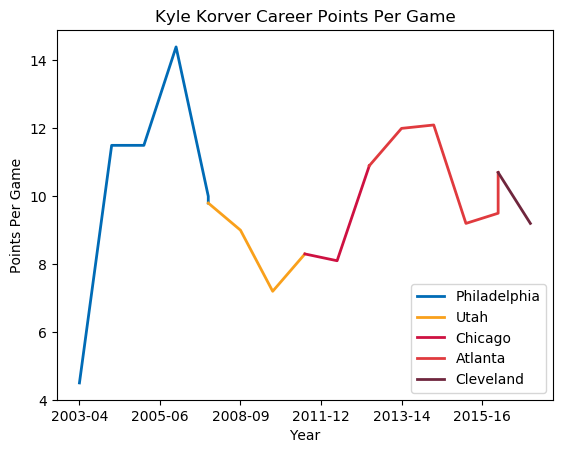 Kyle Korver Career Points Per Game
Points Per Game
14
12
10
8
6
4
2003-04
2005-06
2008-09
2011-12
2013-14
2015-16
Year
Philadelphia
Utah
Chicago
Atlanta
Cleveland